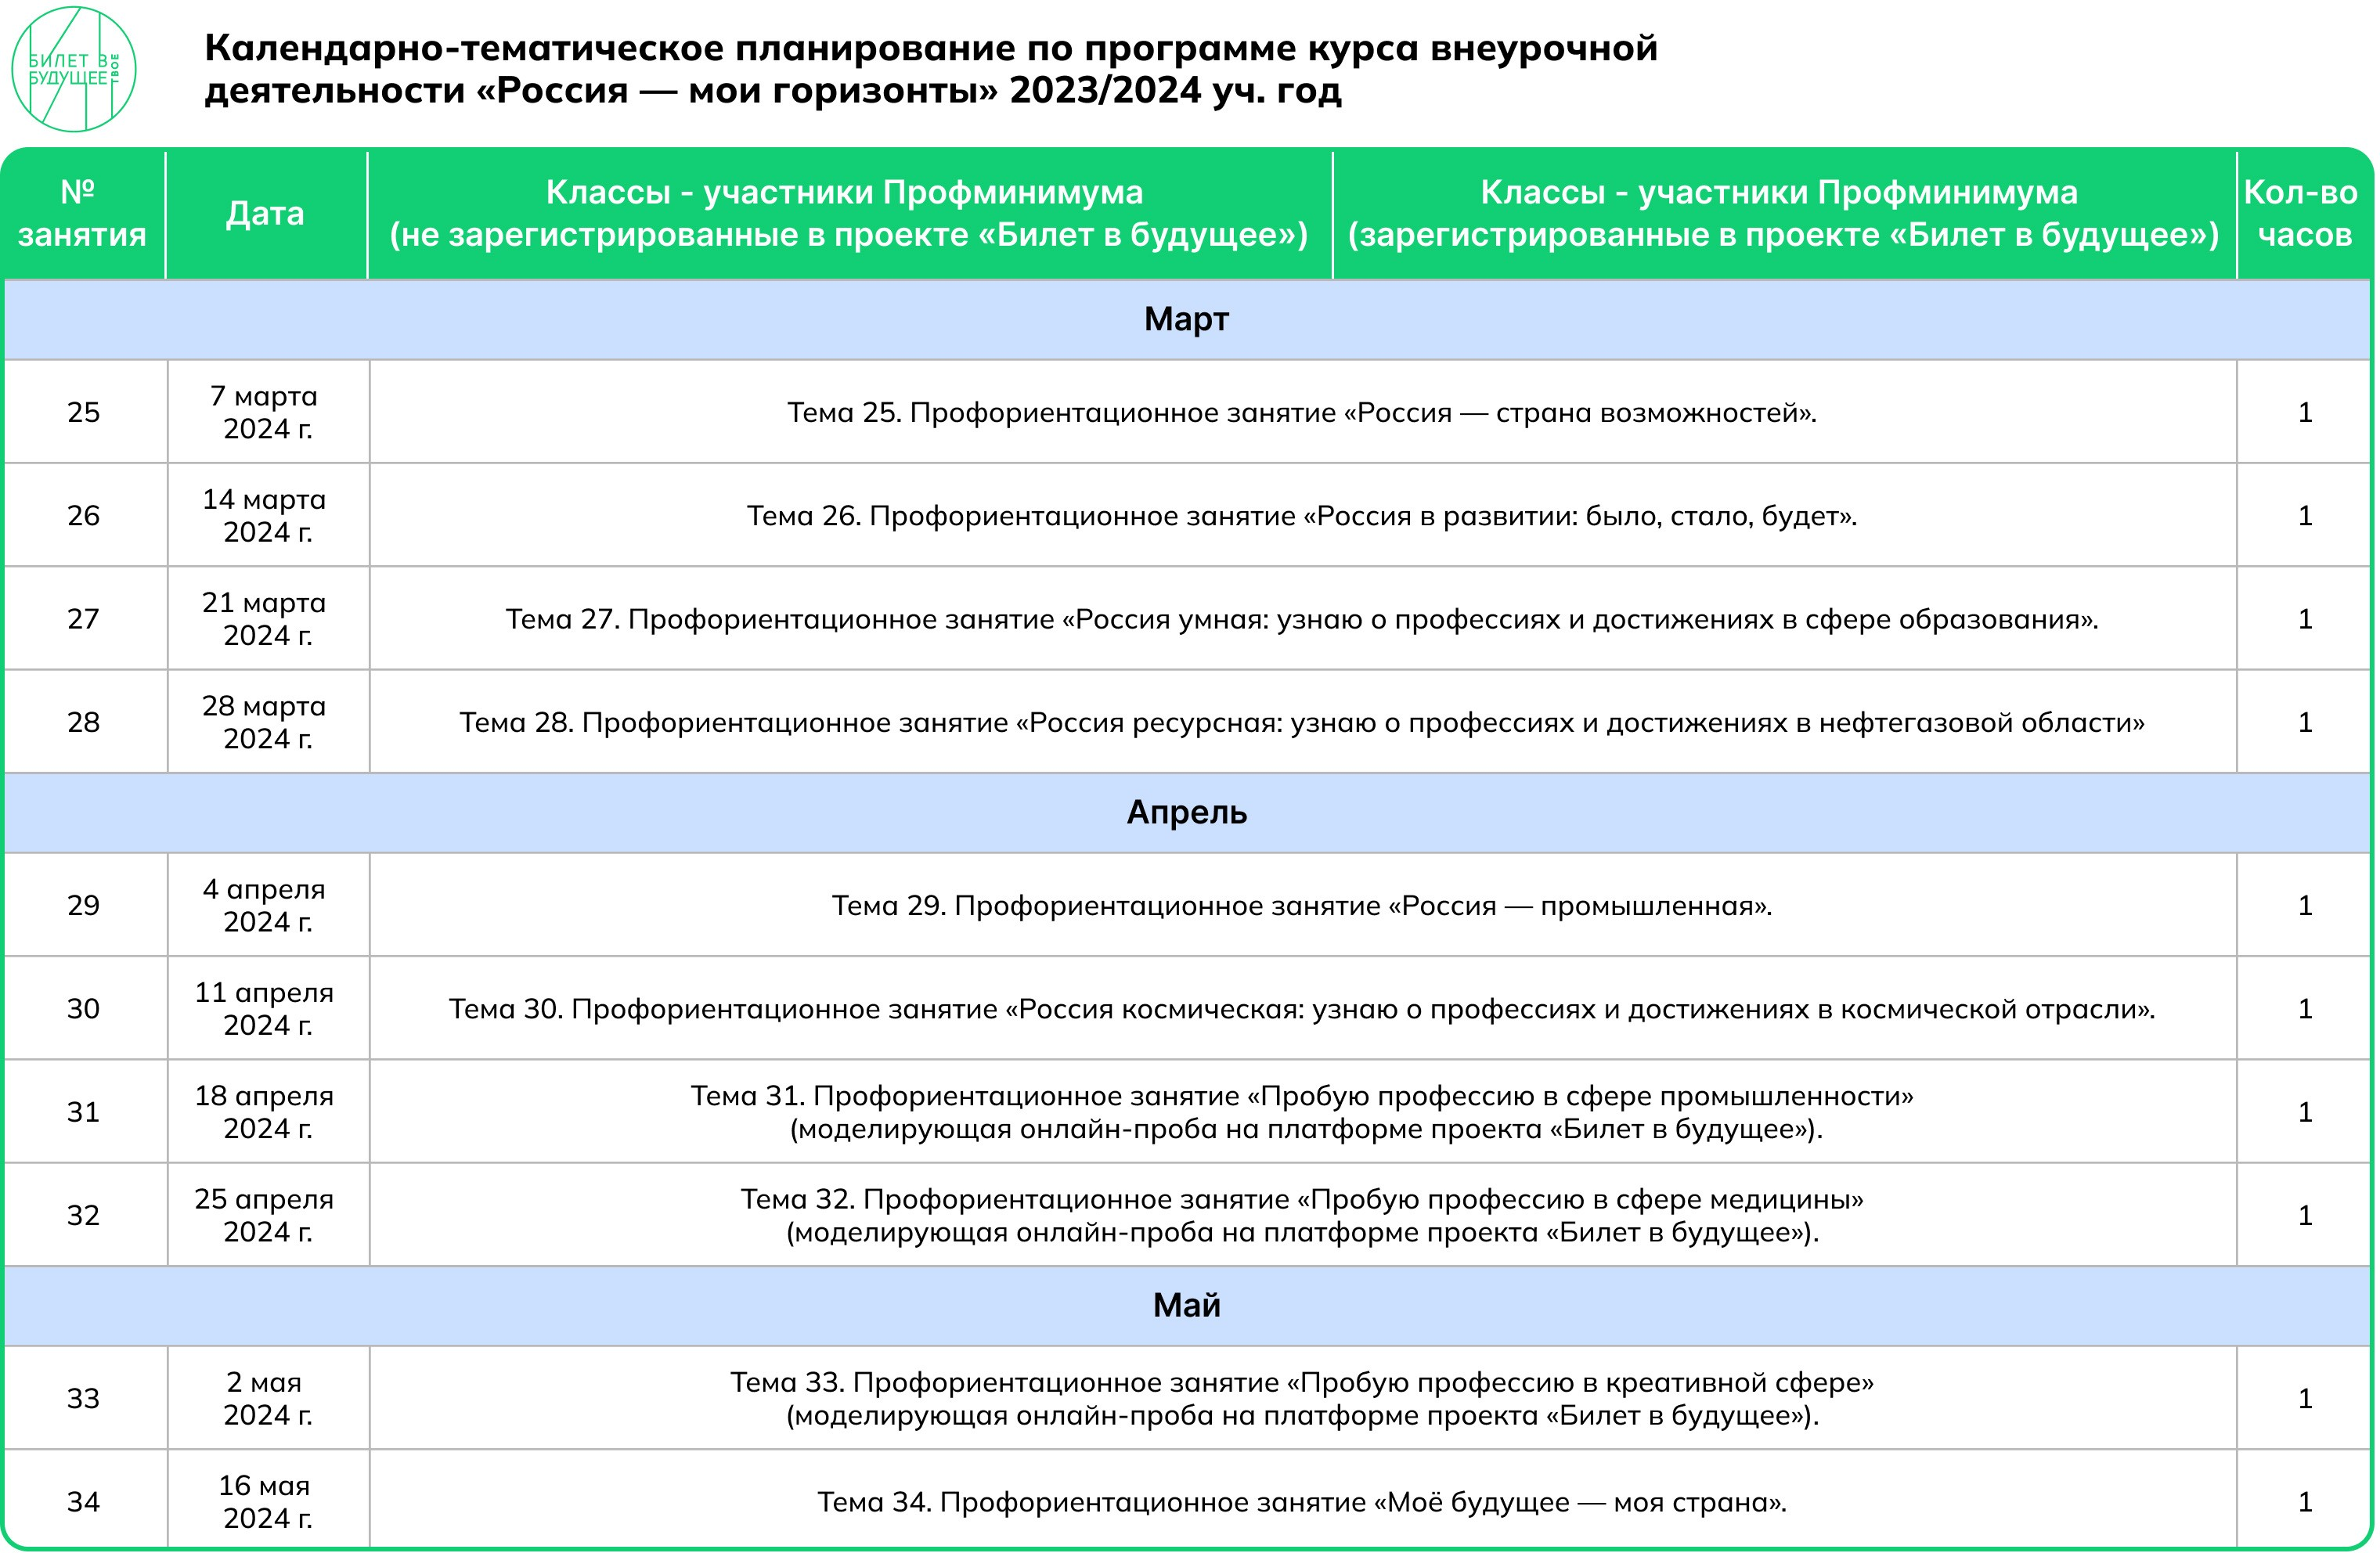 БИЛЕТ В
БУДУЩЕЕ
ТВОЕ
Календарно-тематическое планирование по программе курса внеурочной
деятельности «Россия — мои горизонты» 2023/2024 уч. год
№
занятия
Дата
Классы - участники Профминимума
(не зарегистрированные в проекте «Билет в будущее»)
Классы - участники Профминимума
(зарегистрированные в проекте «Билет в будущее»)
Кол-во
часов
Март
25
7 марта
2024 г.
Тема 25. Профориентационное занятие «Россия — страна возможностей».
1
26
14 марта
2024 г.
Тема 26. Профориентационное занятие «Россия в развитии: было, стало, будет».
1
27
21 марта
2024 г.
Тема 27. Профориентационное занятие «Россия умная: узнаю о профессиях и достижениях в сфере образования».
1
28
28 марта
2024 г.
Тема 28. Профориентационное занятие «Россия ресурсная: узнаю о профессиях и достижениях в нефтегазовой области»
1
Апрель
29
4 апреля
2024 г.
Тема 29. Профориентационное занятие «Россия — промышленная».
1
30
11 апреля
2024 г.
Тема 30. Профориентационное занятие «Россия космическая: узнаю о профессиях и достижениях в космической отрасли».
1
31
18 апреля
2024 г.
Тема 31. Профориентационное занятие «Пробую профессию в сфере промышленности»
(моделирующая онлайн-проба на платформе проекта «Билет в будущее»).
1
32
25 апреля
2024 г.
Тема 32. Профориентационное занятие «Пробую профессию в сфере медицины»
(моделирующая онлайн-проба на платформе проекта «Билет в будущее»).
1
Май
33
2 мая
2024 г.
Тема 33. Профориентационное занятие «Пробую профессию в креативной сфере»
(моделирующая онлайн-проба на платформе проекта «Билет в будущее»).
1
34
16 мая
2024 г.
Тема 34. Профориентационное занятие «Моё будущее — моя страна».
1